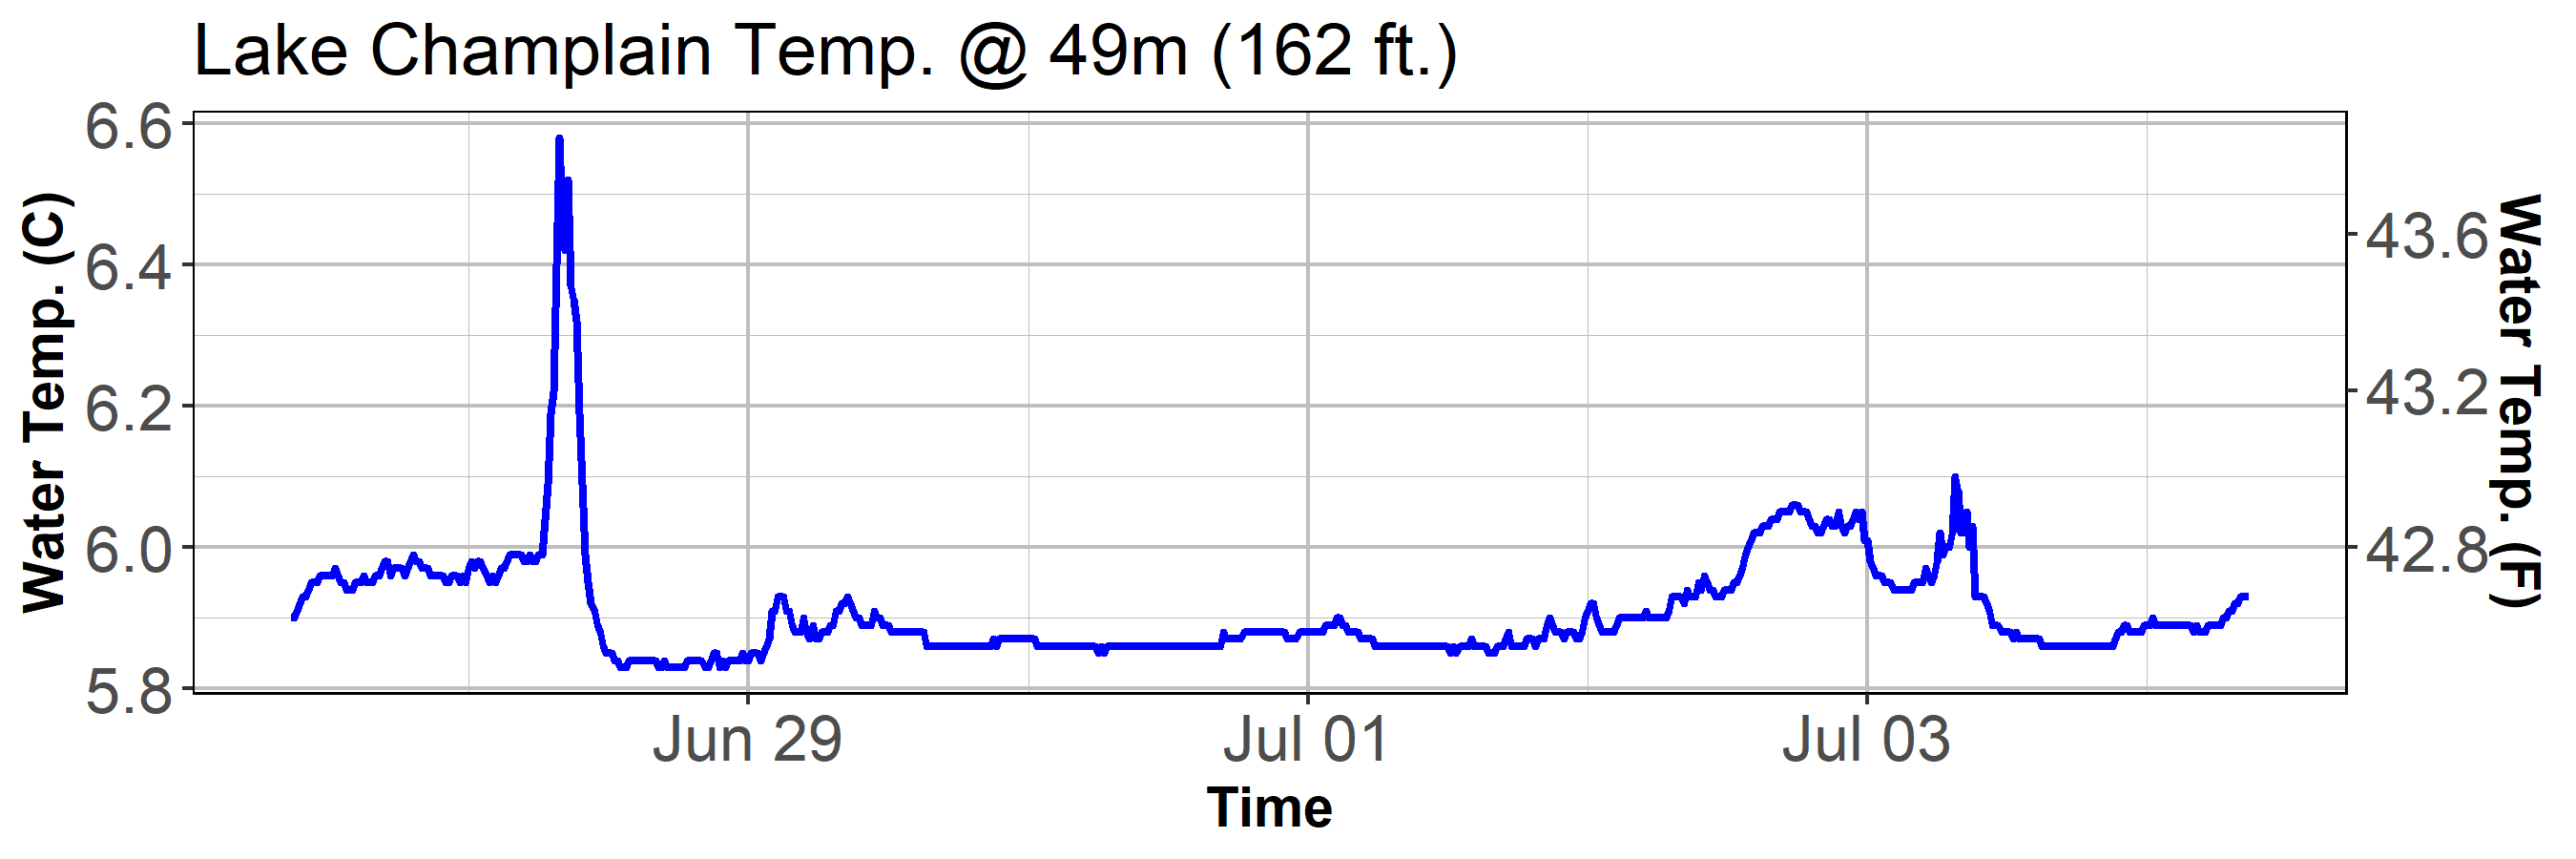 Lake Champlain Temp. @ 49m (162 ft.)
6.6
6.4
6.2
6.0
5.8
Water Temp. (C)
43.6
43.2
42.8
Water Temp. (F)
Jun 29 Jul 01 Jul 03
Time